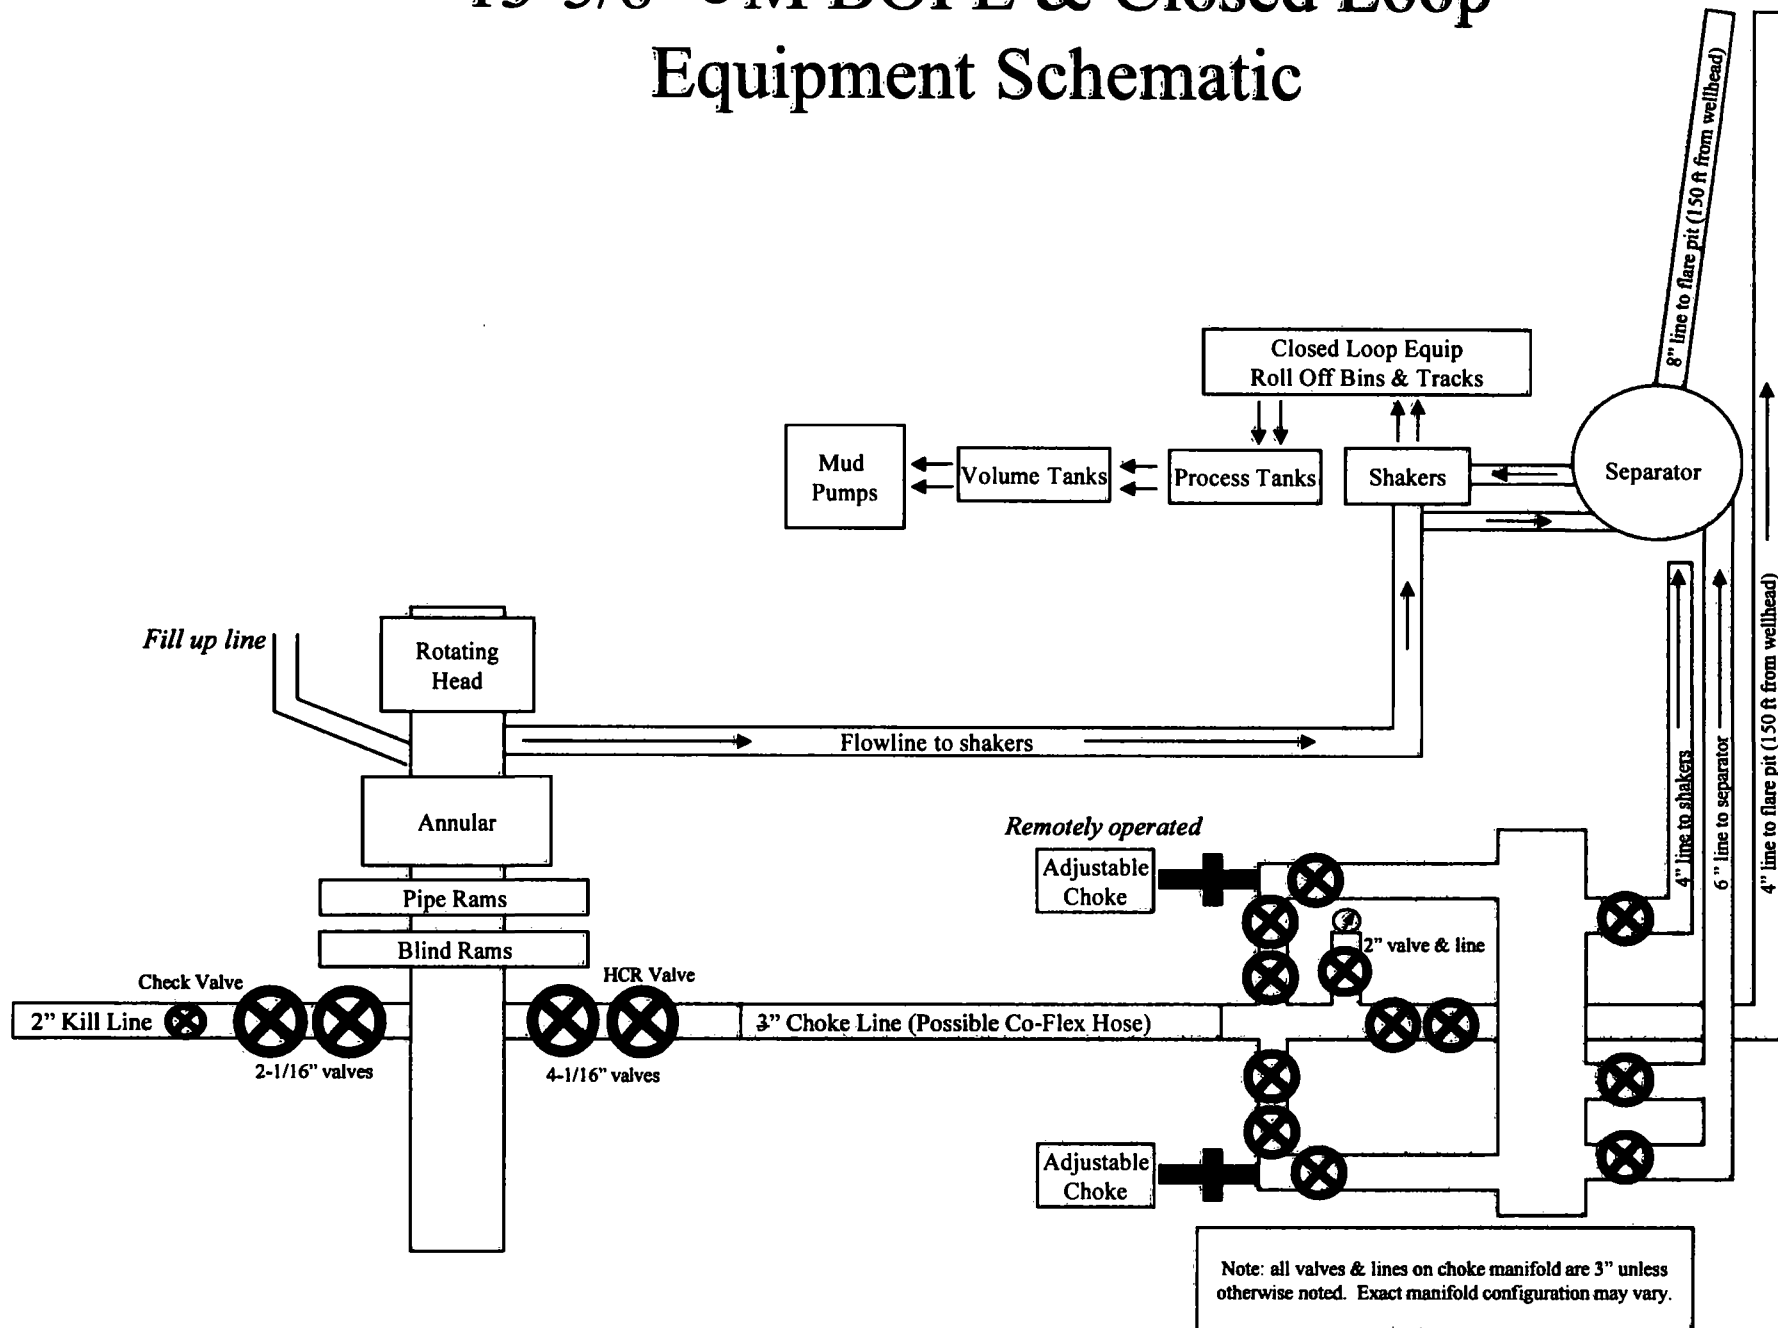 BOPE & Closed Loop
Equipment Schematic
8” line to flare pit (150 ft from wellhead)
Closed Loop Equip
Roll Off Bins & Tracks
Mud
Pumps
Volume Tanks
Process Tanks
Shakers
Separator
Fill up line
Rotating
Head
Flowline to shakers
Annular
Pipe Rams
Blind Rams
Check Valve
HCR Valve
2” Kill Line
3” Choke Line (Possible Co-Flex Hose)
2-1/16” valves
4-1/16” valves
Remotely operated
Adjustable
Choke
2” valve & line
Adjustable
Choke
4” line to shakers
6 ” line to separator
4” line to flare pit (150 ft from wellhead)
Note: all valves & lines on choke manifold are 3” unless
otherwise noted.  Exact manifold configuration may vary.